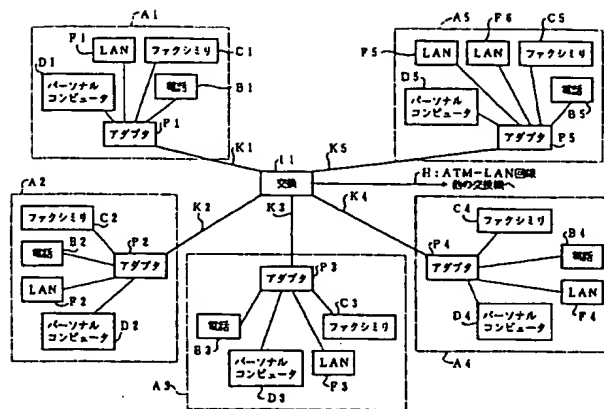 A1
F1
LAN
ファクシミリ
C1
D1
パーソナル
コンピュータ
電話
B1
アダプタ
P1
K1
A5
F5
F6
C5
LAN
LAN
ファクシミリ
D5
パーソナル
コンピュータ
電話
B5
アダプタ
P5
K5
I1
交換
H:ATM-LAN回線
他の交換機へ
A2
ファクシミリ
C2
電話
B2
P2
アダプタ
LAN
F2
パーソナル
コンピュータ
D2
K2
K3
K4
アダプタ
P3
電話
B3
C3
ファクシミリ
パーソナル
コンピュータ
D3
LAN
F3
A3
C4
ファクシミリ
P4
アダプタ
B4
電話
LAN
F4
D4
パーソナル
コンピュータ
A4